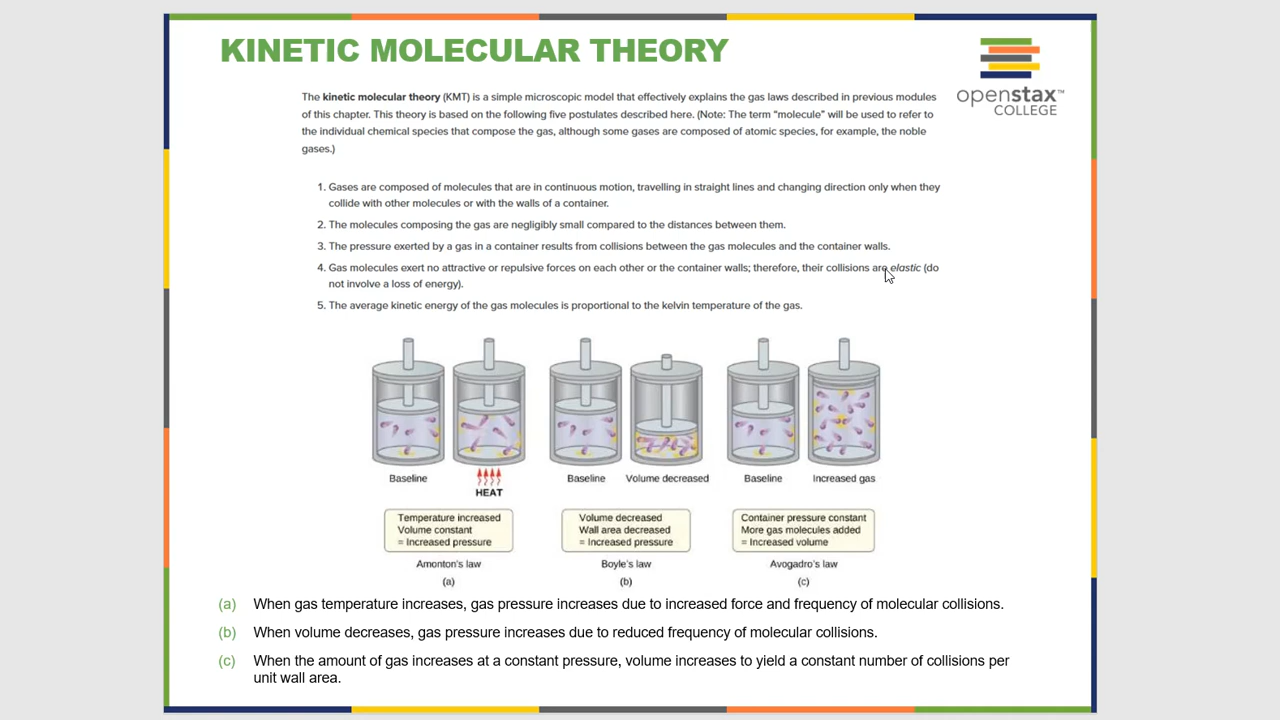 KINETIC MOLECULAR THEORY
openstax™
COLLEGE
The kinetic molecular theory (KMT) is a simple microscopic model that effectively explains the gas laws described in previous modules
of this chapter. This theory is based on the following five postulates described here. (Note: The term “molecule” will be used to refer to
the individual chemical species that compose the gas, although some gases are composed of atomic species, for example, the noble
gases.)
1. Gases are composed of molecules that are in continuous motion, travelling in straight lines and changing direction only when they
collide with other molecules or with the walls of a container.
2. The molecules composing the gas are negligibly small compared to the distances between them.
3. The pressure exerted by a gas in a container results from collisions between the gas molecules and the container walls.
4. Gas molecules exert no attractive or repulsive forces on each other or the container walls; therefore, their collisions are elastic (do
not involve a loss of energy).
5. The average kinetic energy of the gas molecules is proportional to the kelvin temperature of the gas.
Baseline
HEAT
Baseline Volume decreased
Baseline Increased gas
Temperature increased
Volume constant
= Increased pressure
Volume decreased
Wall area decreased
= Increased pressure
Container pressure constant
More gas molecules added
= Increased volume
Amonton's law
Boyle's law
Avogadro's law
(a)
(b)
(c)
(a) When gas temperature increases, gas pressure increases due to increased force and frequency of molecular collisions.
(b) When volume decreases, gas pressure increases due to reduced frequency of molecular collisions.
(c) When the amount of gas increases at a constant pressure, volume increases to yield a constant number of collisions per
unit wall area.